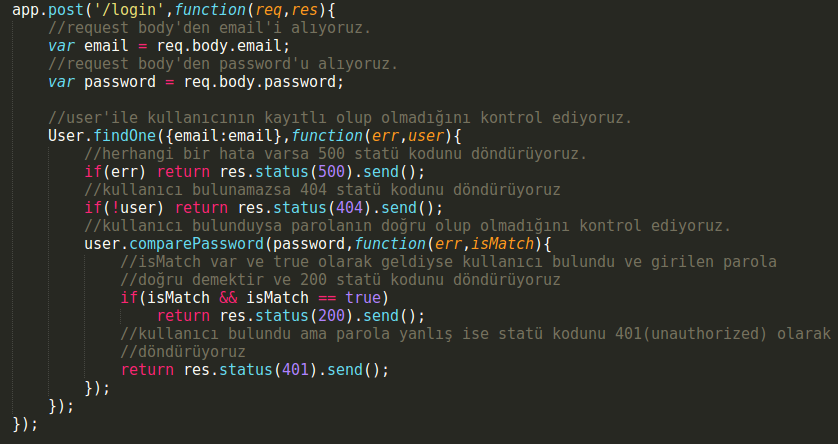 app.post('/login',function(req,res){
    //request body'den email'i alıyoruz.
    var email = req.body.email;
    //request body'den password'u alıyoruz.
    var password = req.body.password;

    //user'ile kullanıcının kayıtlı olup olmadığını kontrol ediyoruz.
    User.findOne({email:email},function(err,user){
        //herhangi bir hata varsa 500 statü kodunu döndürüyoruz.
        if(err) return res.status(500).send();
        //kullanıcı bulunamazsa 404 statü kodunu döndürüyoruz
        if(!user) return res.status(404).send();
        //kullanıcı bulunduysa parolanın doğru olup olmadığını kontrol ediyoruz.
        user.comparePassword(password,function(err,isMatch){
            //isMatch var ve true olarak geldiyse kullanıcı bulundu ve girilen parola
            //doğru demektir ve 200 statü kodunu döndürüyoruz
            if(isMatch && isMatch == true)
                return res.status(200).send();
            //kullanıcı bulundu ama parola yanlış ise statü kodunu 401(unauthorized) olarak
            //döndürüyoruz
            return res.status(401).send();
        });
    });
});